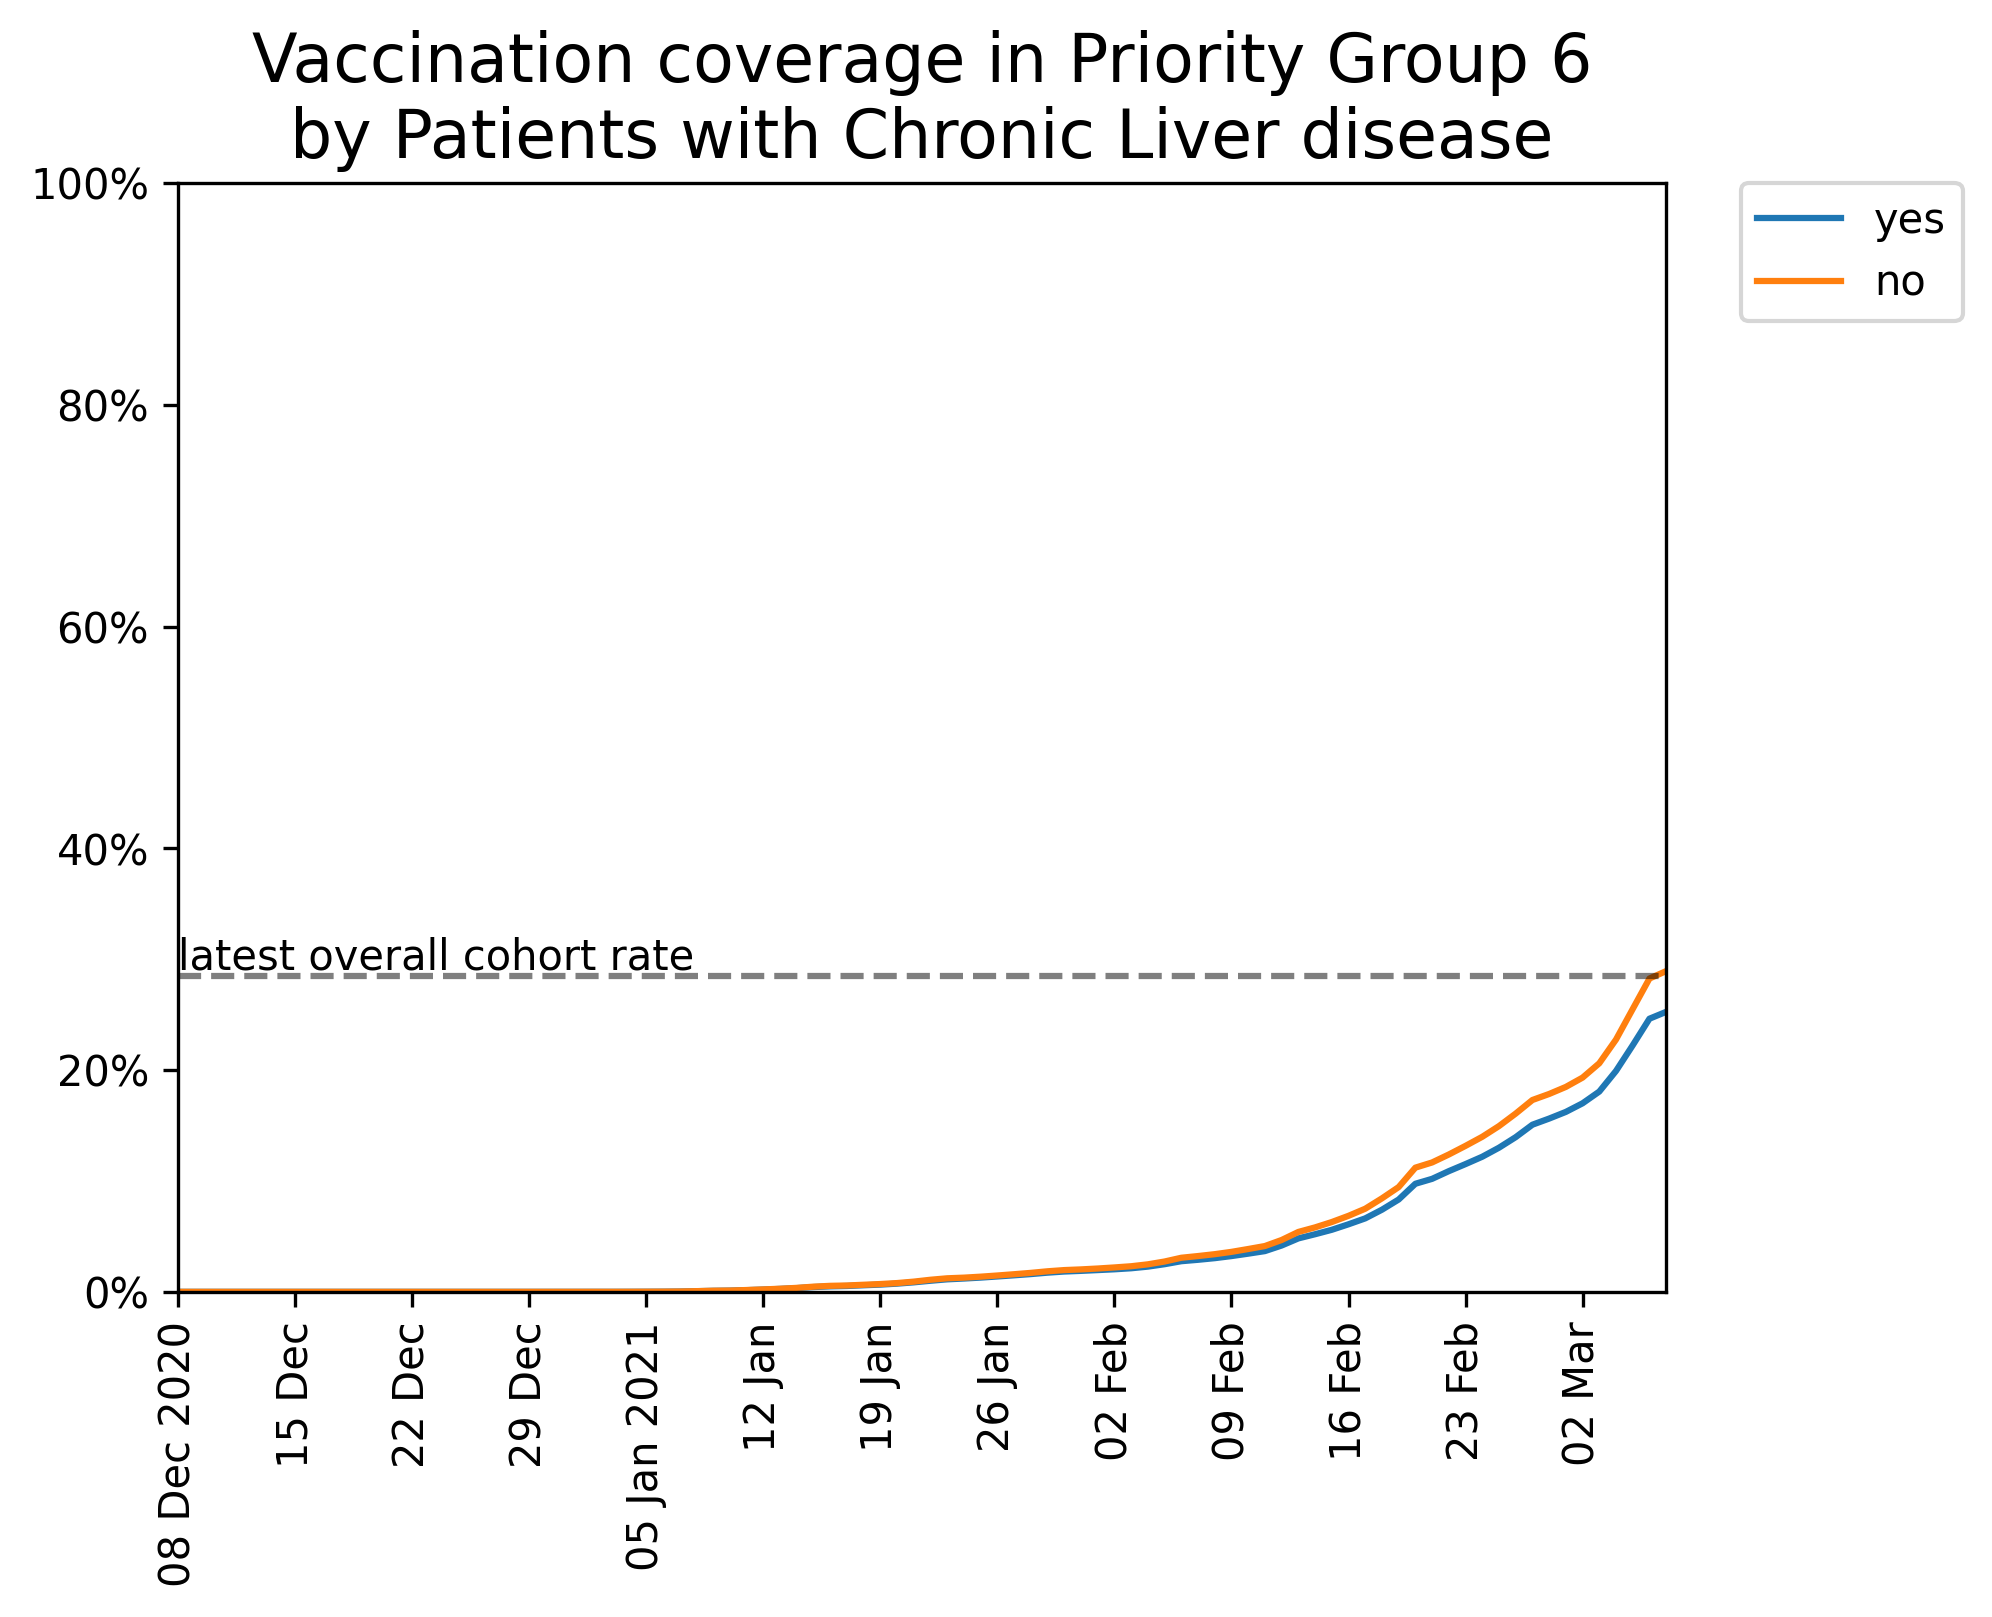 Vaccination coverage in Priority Group 6
by Patients with Chronic Liver disease
100%
80%
60%
40%
20%
0%
latest overall cohort rate
yes
no
08 Dec 2020
15 Dec
22 Dec
29 Dec
05 Jan 2021
12 Jan
19 Jan
26 Jan
02 Feb
09 Feb
16 Feb
23 Feb
02 Mar